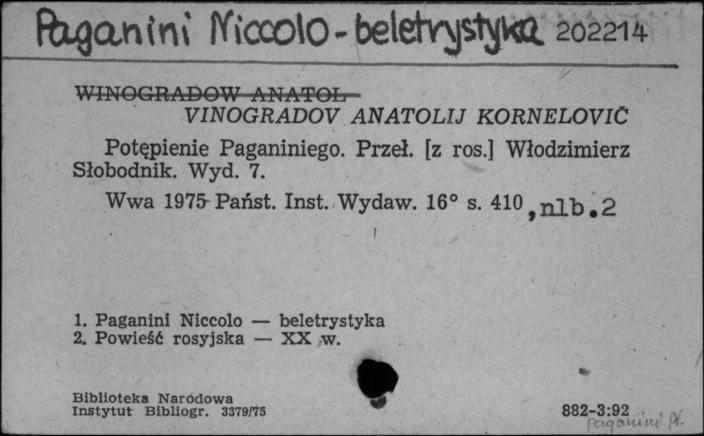 Paganini Niccolo - beletrystyka 202214
WINOGRADOW ANATOL
VINOGRADOV ANATOLIJ KORNELOVIČ
Potępienie Paganiniego. Przeł. [z ros.] Włodzimierz
Słobodnik. Wyd. 7.
Wwa 1975 Państ. Inst. Wydaw. 16° s. 410, nlb. 2
1. Paganini Niccolo — beletrystyka
2. Powieść rosyjska — XX w.
Biblioteka Narodowa
Instytut Bibliogr. 3379/75
882-3:92
Paganini